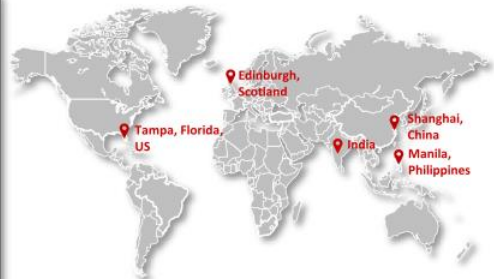 Edinburgh,
Scotland
Tampa, Florida,
US
Shanghai,
China
India
Manila,
Philippines